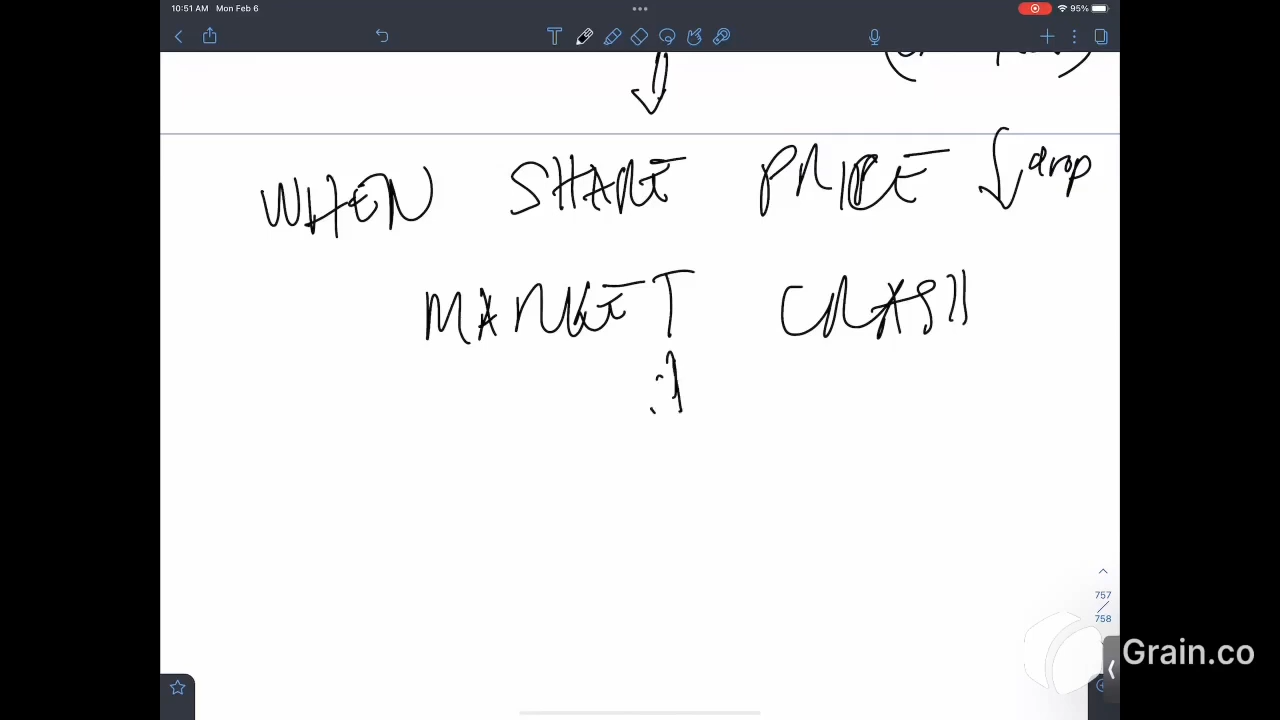 10:51 AM Mon Feb 6
95%
T
WHEN SHARE PRICE ↓ drop
MARKET CRASH
757
758
Grain.co